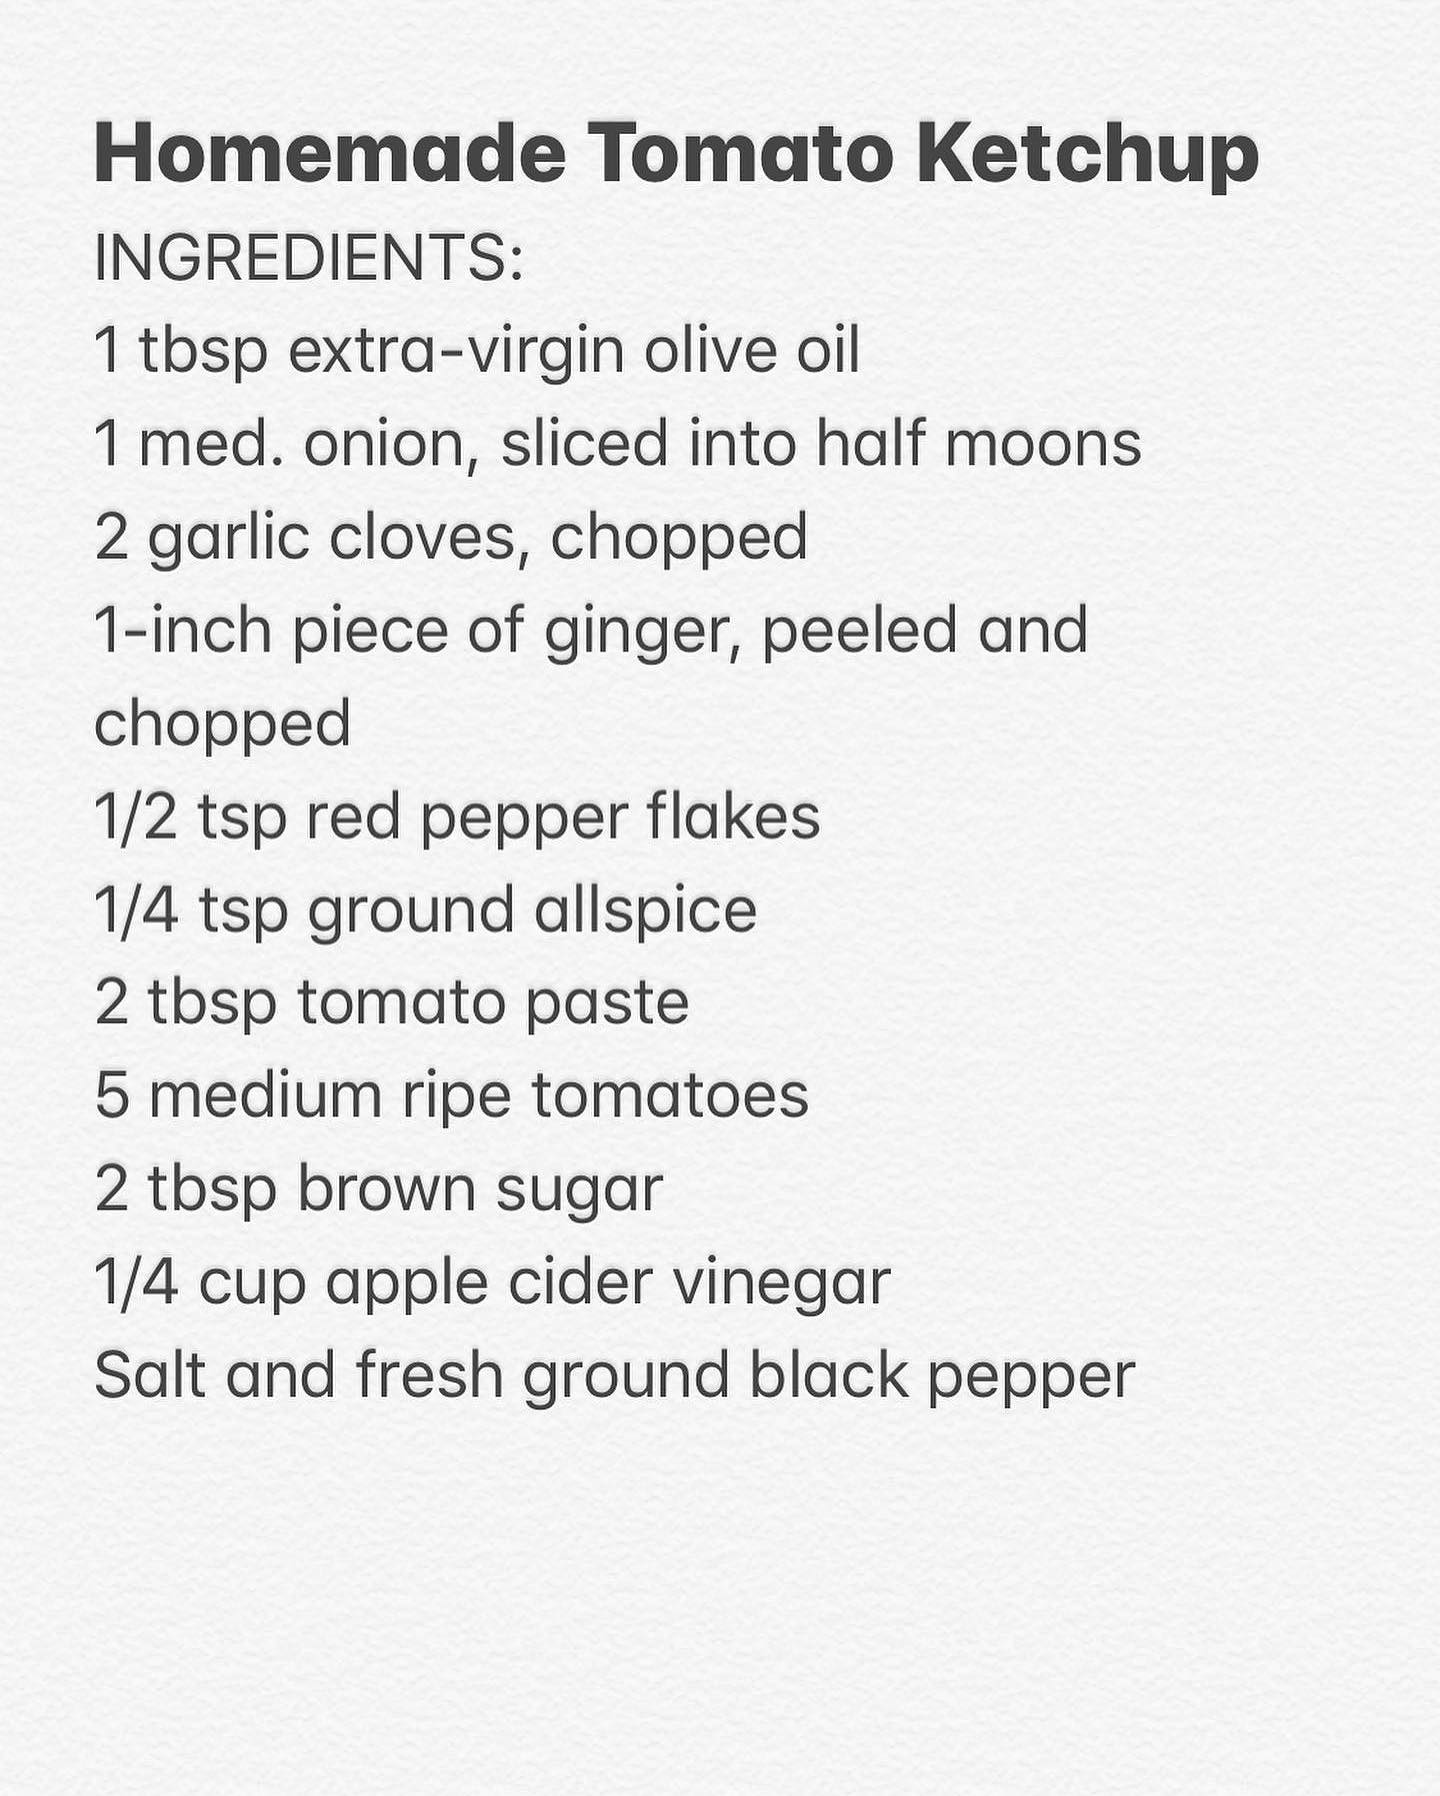 Homemade Tomato Ketchup
INGREDIENTS:
1 tbsp extra-virgin olive oil
1 med. onion, sliced into half moons
2 garlic cloves, chopped
1-inch piece of ginger, peeled and
chopped
1/2 tsp red pepper flakes
1/4 tsp ground allspice
2 tbsp tomato paste
5 medium ripe tomatoes
2 tbsp brown sugar
1/4 cup apple cider vinegar
Salt and fresh ground black pepper